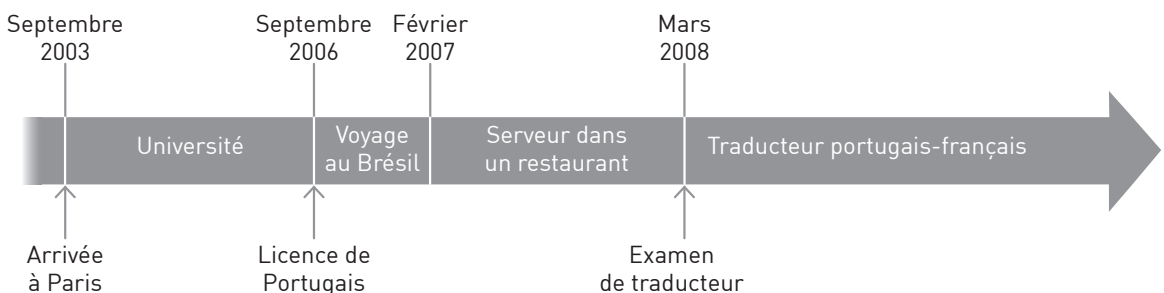 Septembre
2003
Septembre
2006
Février
2007
Mars
2008
Université
Voyage
au Brésil
Serveur dans
un restaurant
Traducteur portugais-français
Arrivée
à Paris
Licence de
Portugais
Examen
de traducteur